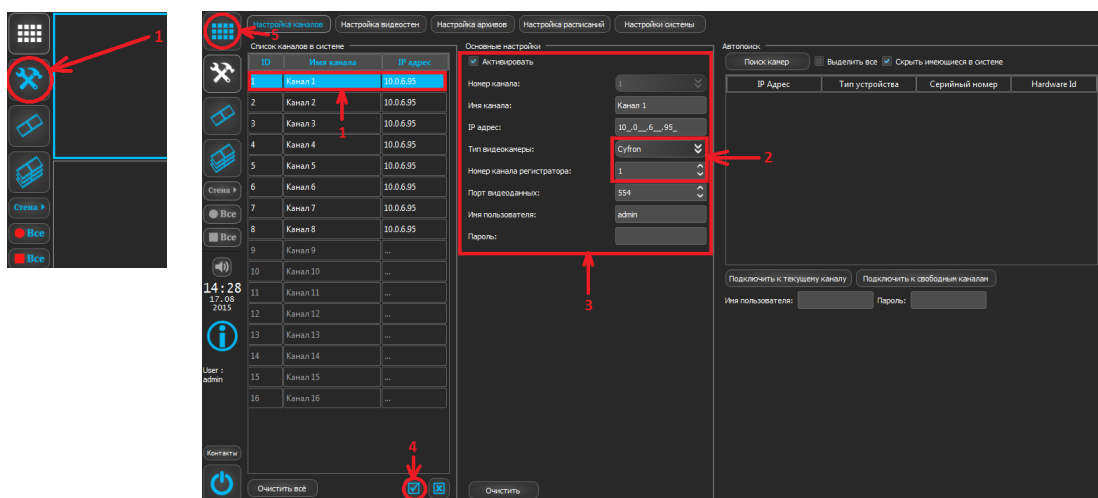 1
Стена
Все
Все
5
Настройка каналов
Настройка видеостен
Настройка архивов
Настройка расписаний
Настройки системы
Список каналов в системе
ID Имя канала IP адрес
1 Канал 1 10.0.6.95
2 Канал 2 10.0.6.95
3 Канал 3 10.0.6.95
4 Канал 4 10.0.6.95
5 Канал 5 10.0.6.95
6 Канал 6 10.0.6.95
7 Канал 7 10.0.6.95
8 Канал 8 10.0.6.95
9 Канал 9 ...
10 Канал 10 ...
11 Канал 11 ...
12 Канал 12 ...
13 Канал 13 ...
14 Канал 14 ...
15 Канал 15 ...
16 Канал 16 ...
1
Стена
Все
Все
14:28
17.08
2015
User :
admin
Контакты
4
Очистить всё
Основные настройки
Активировать
Номер канала: 1
Имя канала: Канал 1
IP адрес: 10_.0__.6__.95_
Тип видеокамеры: Cyfron
Номер канала регистратора: 1
Порт видеоданных: 554
Имя пользователя: admin
Пароль:
2
3
Очистить
Автопоиск
Поиск камер
Выделить все
Скрыть имеющиеся в системе
IP Адрес Тип устройства Серийный номер Hardware Id
Подключить к текущему каналу
Подключить к свободным каналам
Имя пользователя:
Пароль: